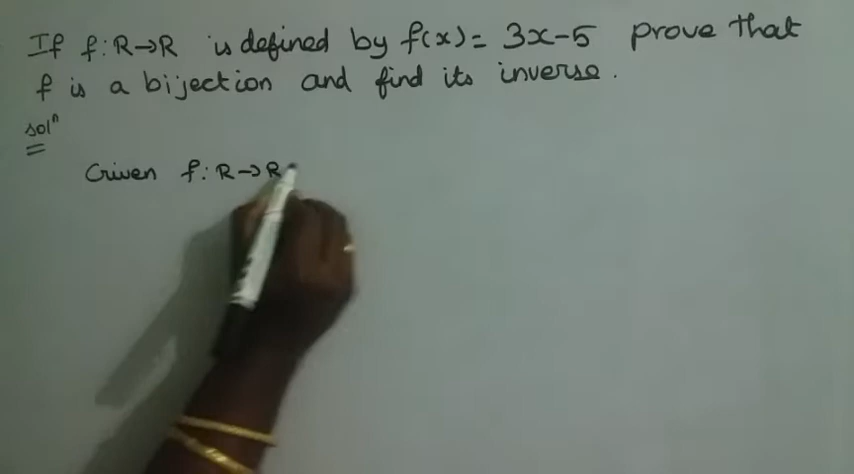 If f:R→R is defined by f(x)= 3x-5 prove that
f is a bijection and find its inverse.
solⁿ
Given f:R→R